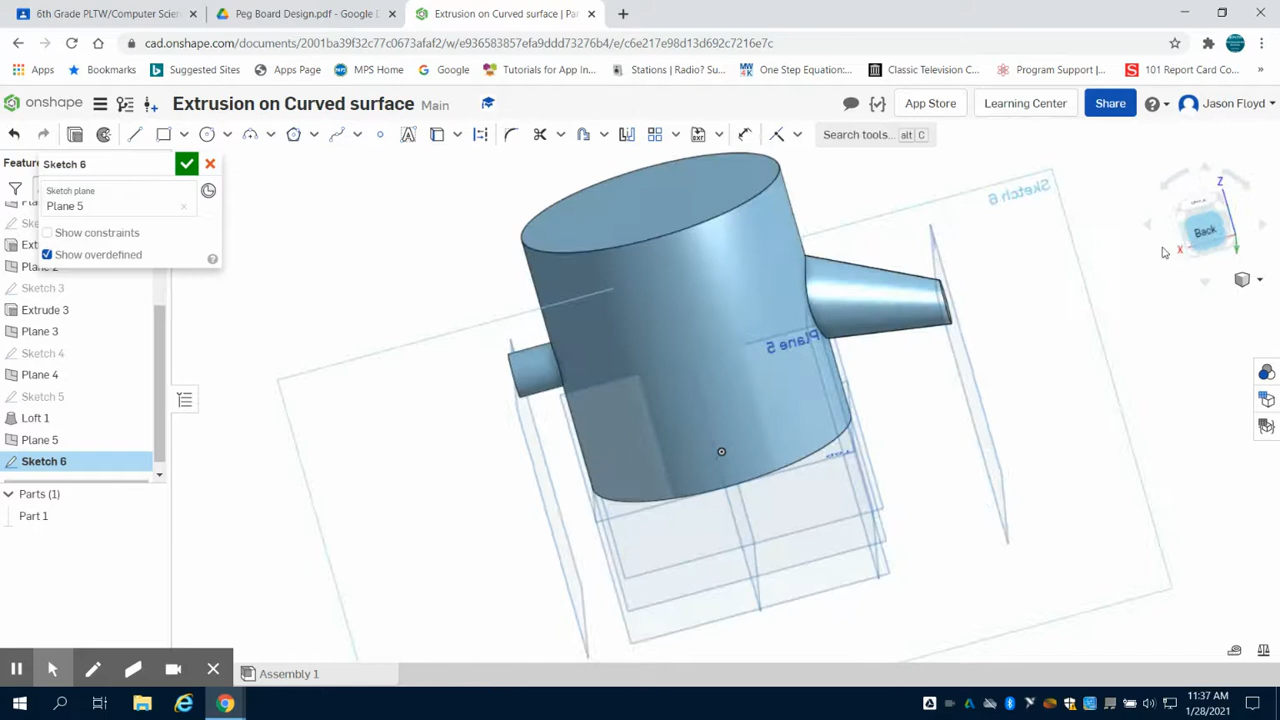 6th Grade PLTW/Computer Scien
Peg Board Design.pdf - Google D
Extrusion on Curved surface | Par
cad.onshape.com/documents/2001ba39f32c77c0673afaf2/w/e936583857efe9ddd73276b4/e/c6e217e98d13d692c7216e7c
Apps
Bookmarks
Suggested Sites
Apps Page
MPS Home
Google
Tutorials for App In...
Stations | Radio? Su...
One Step Equation:...
Classic Television C...
Program Support |...
101 Report Card Co...
onshape
Extrusion on Curved surface
Main
App Store
Learning Center
Share
Jason Floyd
Search tools...
alt
C
Featur
Sketch 6
Sketch plane
Plane 5
Show constraints
Show overdefined
Extr
Plane 2
Sketch 3
Extrude 3
Plane 3
Sketch 4
Plane 4
Sketch 5
Loft 1
Plane 5
Sketch 6
Parts (1)
Part 1
Sketch 6
Plane 5
Z
Back
X
Y
Assembly 1
11:37 AM
1/28/2021